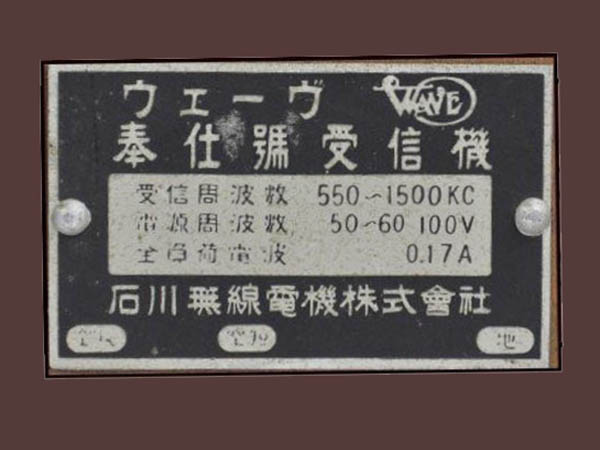 ウェーヴ WAVE
奉仕號受信機
受信周波数 550~1500KC
電源周波数 50~60 100V
全負荷電波 0.17A
石川無線電機株式會社
地